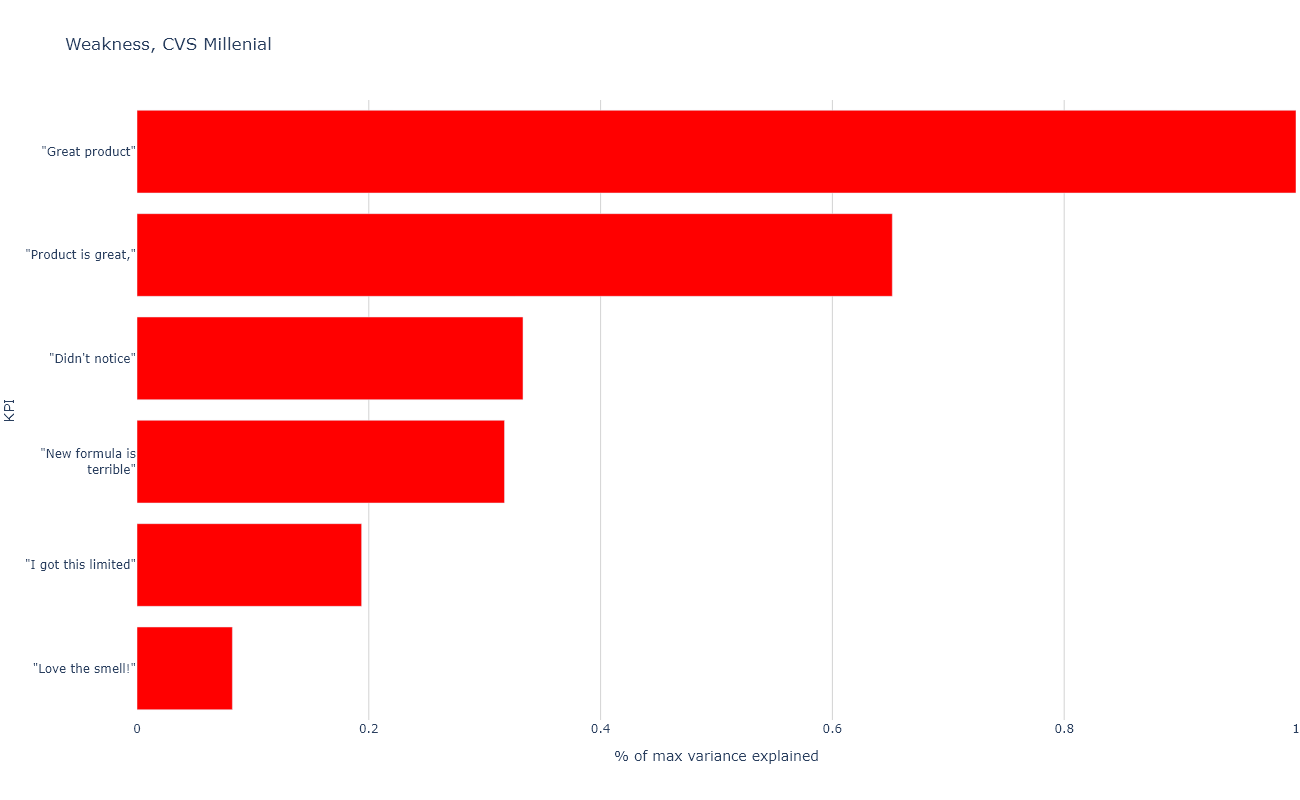 Weakness, CVS Millenial
"Great product"
"Product is great,"
"Didn't notice"
"New formula is
terrible"
"I got this limited"
"Love the smell!"
KPI
0
0.2
0.4
0.6
0.8
1
% of max variance explained